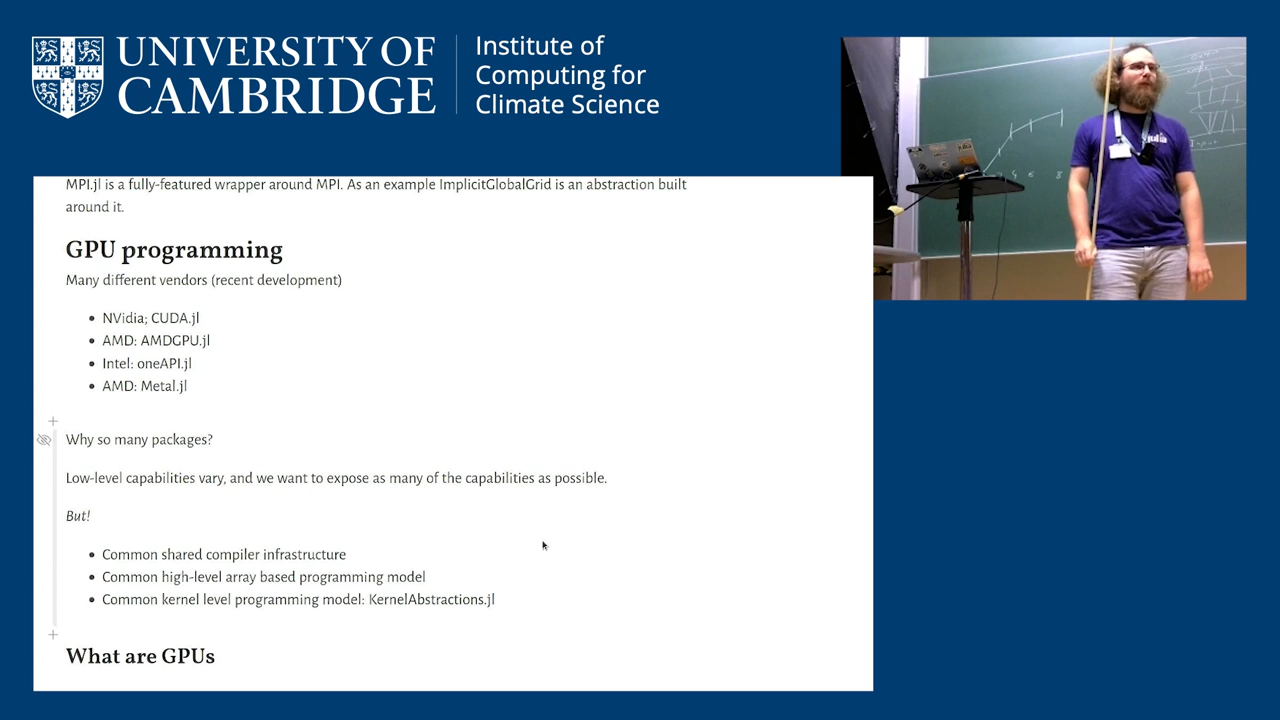 UNIVERSITY OF
CAMBRIDGE
Institute of
Computing for
Climate Science
MPI.jl is a fully-featured wrapper around MPI. As an example ImplicitGlobalGrid is an abstraction built
around it.
GPU programming
Many different vendors (recent development)
• NVidia; CUDA.jl
• AMD: AMDGPU.jl
• Intel: oneAPI.jl
• AMD: Metal.jl
Why so many packages?
Low-level capabilities vary, and we want to expose as many of the capabilities as possible.
But!
• Common shared compiler infrastructure
• Common high-level array based programming model
• Common kernel level programming model: KernelAbstractions.jl
What are GPUs
julia